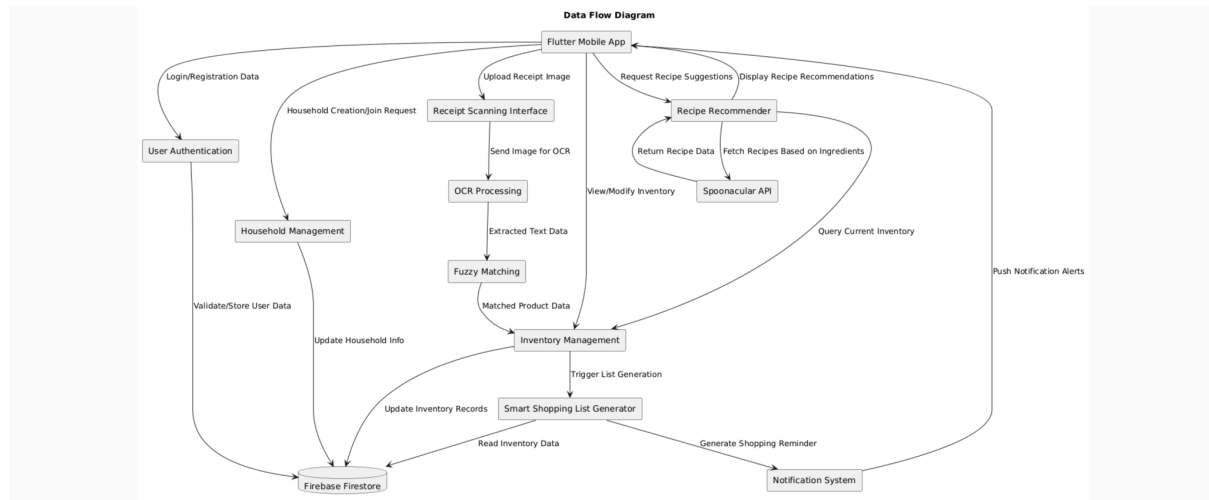 Data Flow Diagram
Flutter Mobile App
Login/Registration Data
Upload Receipt Image
Request Recipe Suggestions
Display Recipe Recommendations
Household Creation/Join Request
Receipt Scanning Interface
Recipe Recommender
User Authentication
Send Image for OCR
Return Recipe Data
Fetch Recipes Based on Ingredients
OCR Processing
View/Modify Inventory
Spoonacular API
Household Management
Extracted Text Data
Query Current Inventory
Fuzzy Matching
Push Notification Alerts
Validate/Store User Data
Matched Product Data
Update Household Info
Inventory Management
Trigger List Generation
Update Inventory Records
Smart Shopping List Generator
Read Inventory Data
Generate Shopping Reminder
Firebase Firestore
Notification System